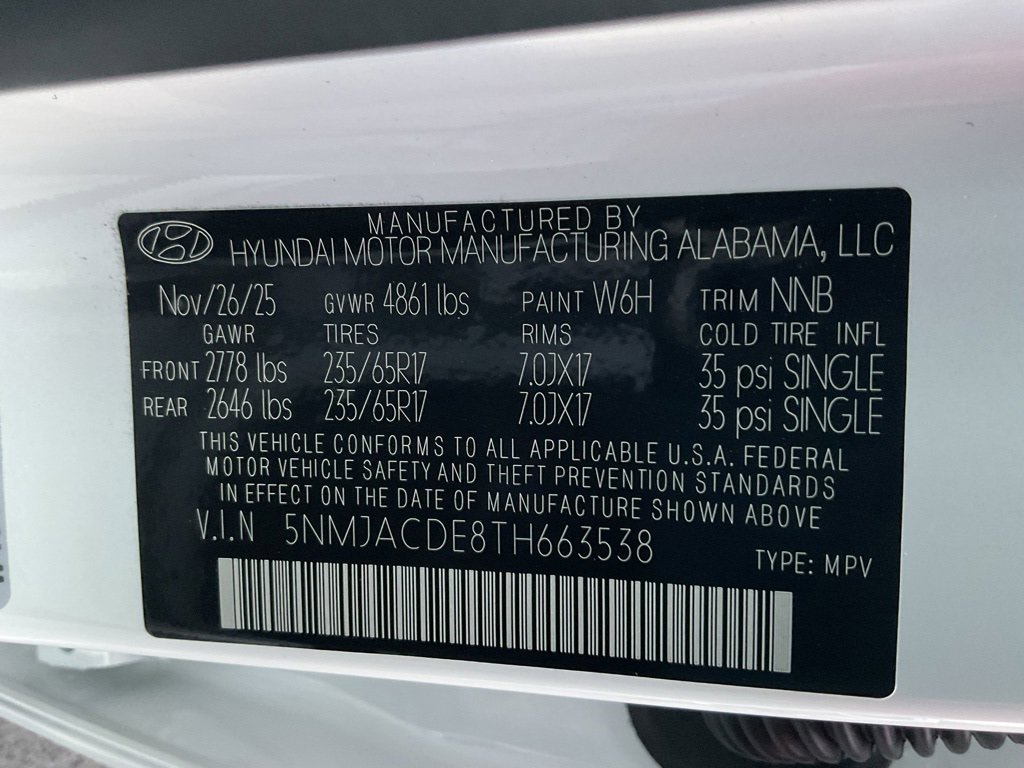 MANUFACTURED BY
HYUNDAI MOTOR MANUFACTURING ALABAMA, LLC
Nov/26/25 GVWR 4861 lbs PAINT W6H TRIM NNB
GAWR TIRES RIMS COLD TIRE INFL
FRONT 2778 lbs 235/65R17 7.0JX17 35 psi SINGLE
REAR 2646 lbs 235/65R17 7.0JX17 35 psi SINGLE
THIS VEHICLE CONFORMS TO ALL APPLICABLE U.S.A. FEDERAL
MOTOR VEHICLE SAFETY AND THEFT PREVENTION STANDARDS
IN EFFECT ON THE DATE OF MANUFACTURE SHOWN ABOVE
V.I.N 5NMJACDE8TH663538
TYPE: MPV